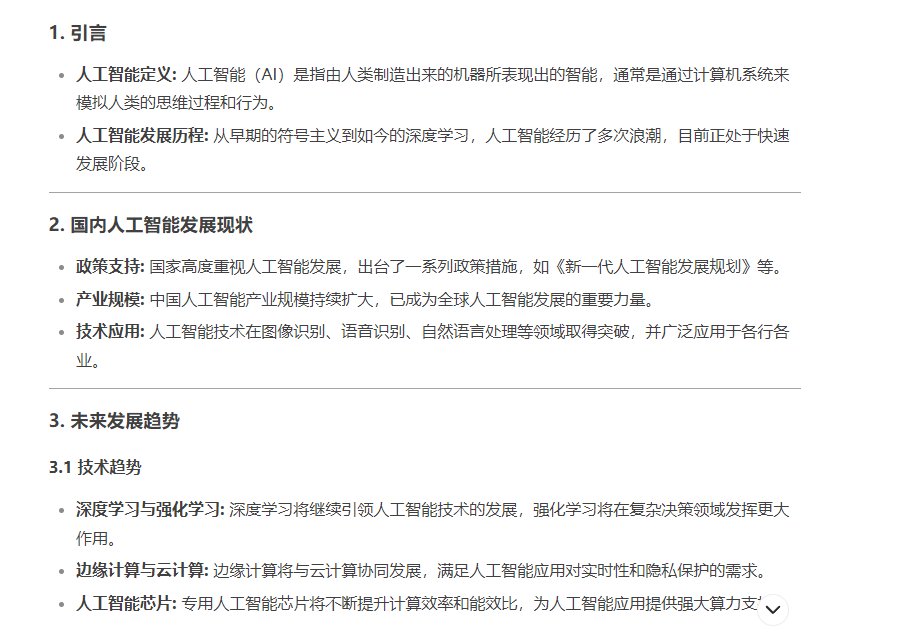 1. 引言
人工智能定义: 人工智能（AI）是指由人类制造出来的机器所表现出的智能，通常是通过计算机系统来
模拟人类的思维过程和行为。
人工智能发展历程: 从早期的符号主义到如今的深度学习，人工智能经历了多次浪潮，目前正处于快速
发展阶段。
2. 国内人工智能发展现状
政策支持: 国家高度重视人工智能发展，出台了一系列政策措施，如《新一代人工智能发展规划》等。
产业规模: 中国人工智能产业规模持续扩大，已成为全球人工智能发展的重要力量。
技术应用: 人工智能技术在图像识别、语音识别、自然语言处理等领域取得突破，并广泛应用于各行各
业。
3. 未来发展趋势
3.1 技术趋势
深度学习与强化学习: 深度学习将继续引领人工智能技术的发展，强化学习将在复杂决策领域发挥更大
作用。
边缘计算与云计算: 边缘计算将与云计算协同发展，满足人工智能应用对实时性和隐私保护的需求。
人工智能芯片: 专用人工智能芯片将不断提升计算效率和能效比，为人工智能应用提供强大算力支